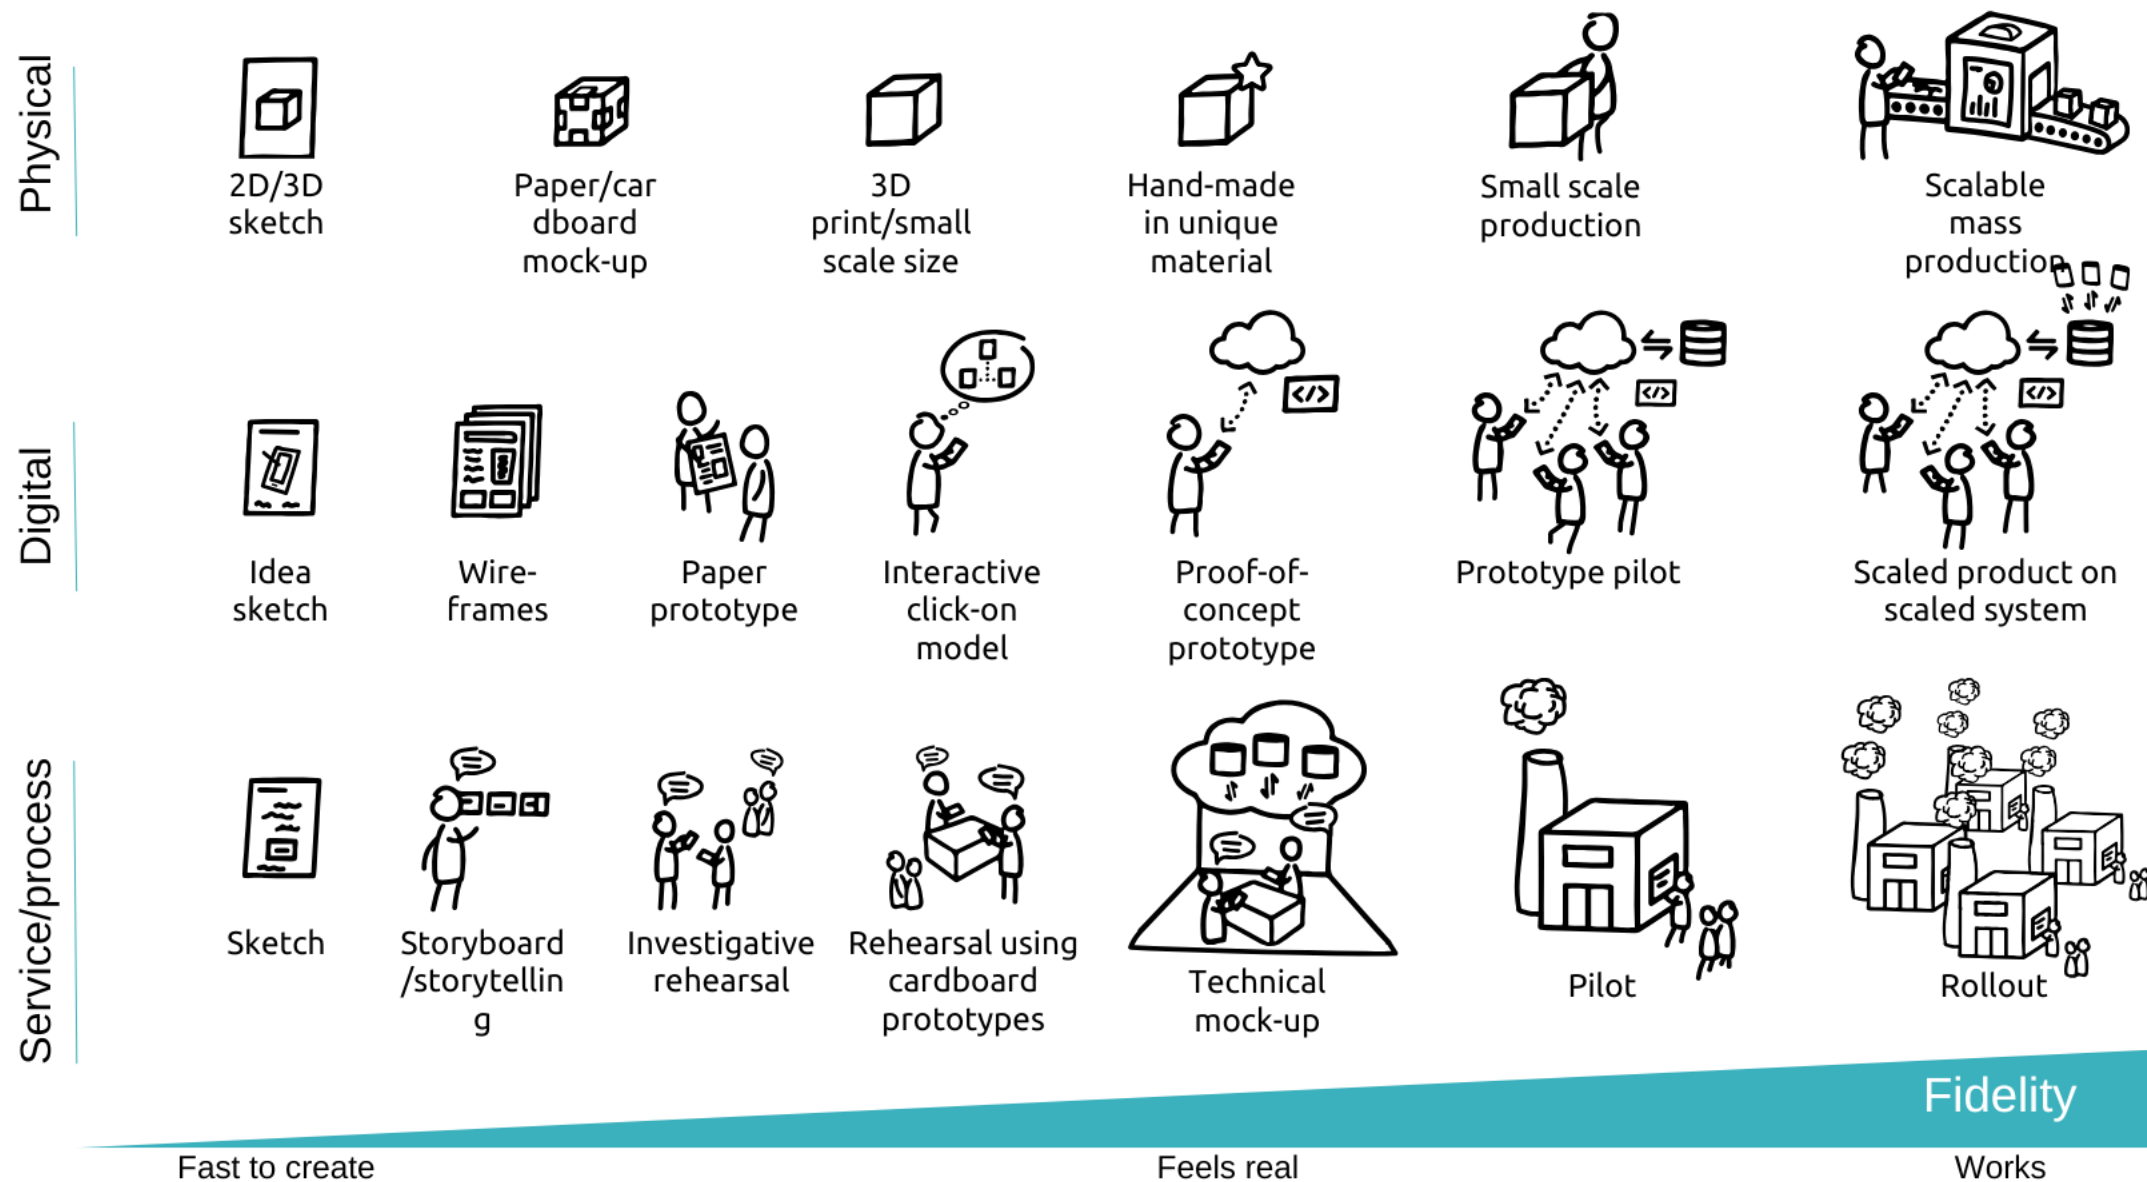 Physical
2D/3D
sketch
Paper/car
dboard
mock-up
3D
print/small
scale size
Hand-made
in unique
material
Small scale
production
Scalable
mass
production
Digital
</>
</>
</>
Idea
sketch
Wire-
frames
Paper
prototype
Interactive
click-on
model
Proof-of-
concept
prototype
Prototype pilot
Scaled product on
scaled system
Service/process
Sketch
Storyboard
/storytellin
g
Investigative
rehearsal
Rehearsal using
cardboard
prototypes
Technical
mock-up
Pilot
Rollout
Fidelity
Fast to create
Feels real
Works